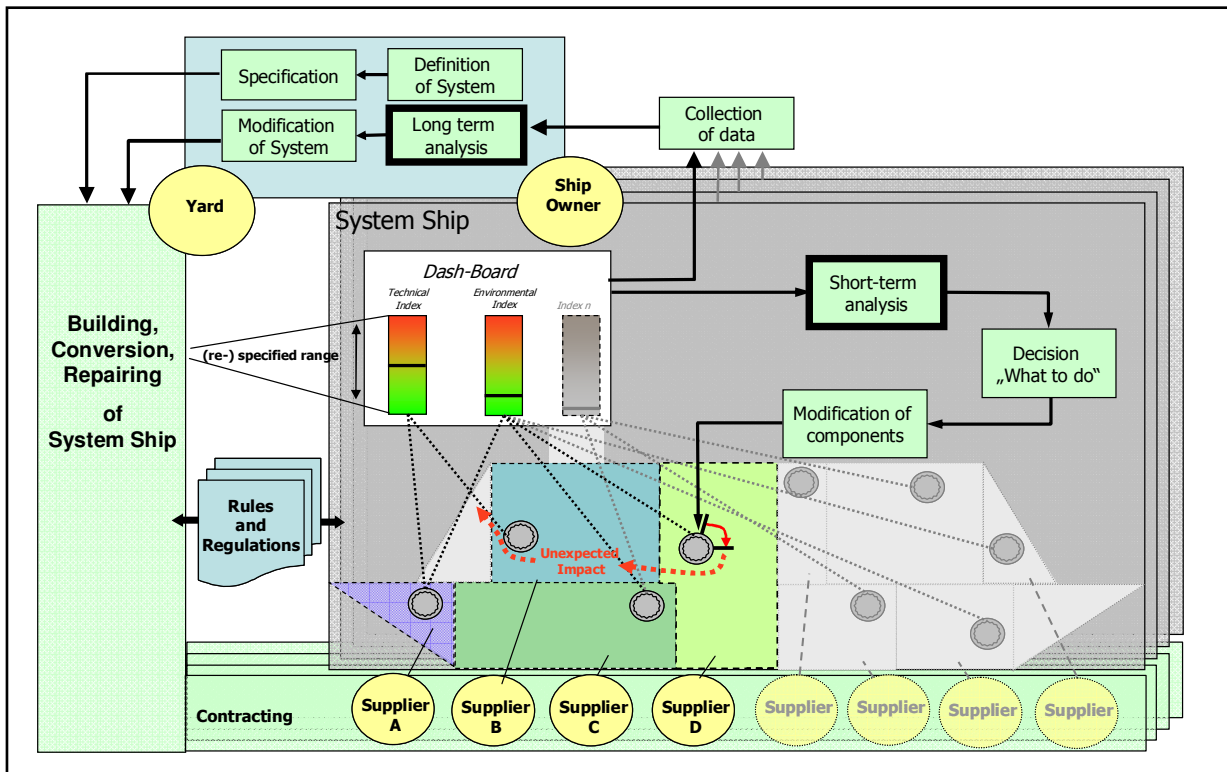 Specification
Definition
of System
Modification
of System
Long term
analysis
Collection
of data
Yard
Ship
Owner
System Ship
Dash-Board
Technical
Index
Environmental
Index
Index n
Short-term
analysis
Decision
„What to do“
Modification of
components
(re-) specified range
Building,
Conversion,
Repairing
of
System Ship
Rules
and
Regulations
Unexpected
Impact
Contracting
Supplier
A
Supplier
B
Supplier
C
Supplier
D
Supplier
Supplier
Supplier
Supplier